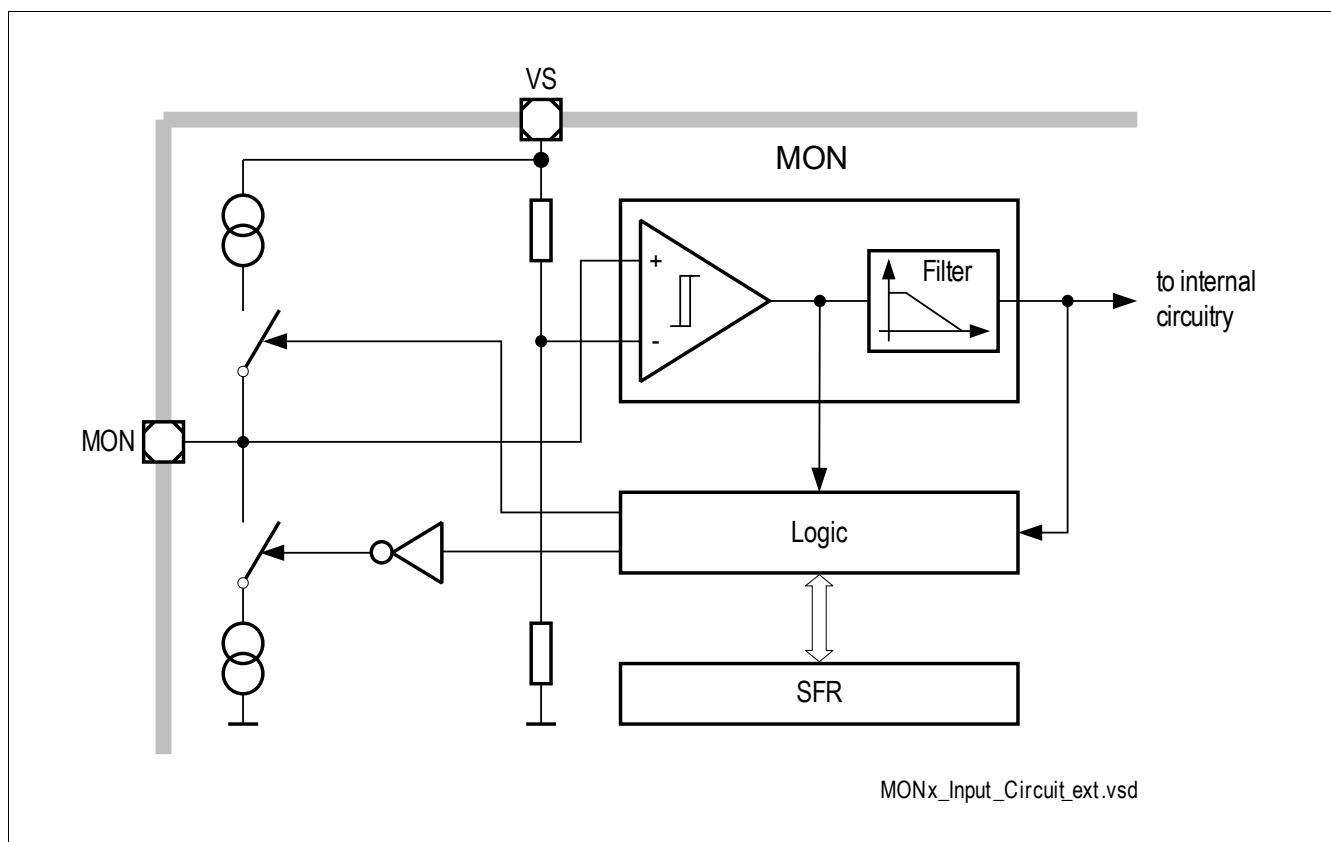 VS
MON
+
-
Filter
to internal
circuitry
MON
Logic
SFR
MONx_Input_Circuit_ext.vsd